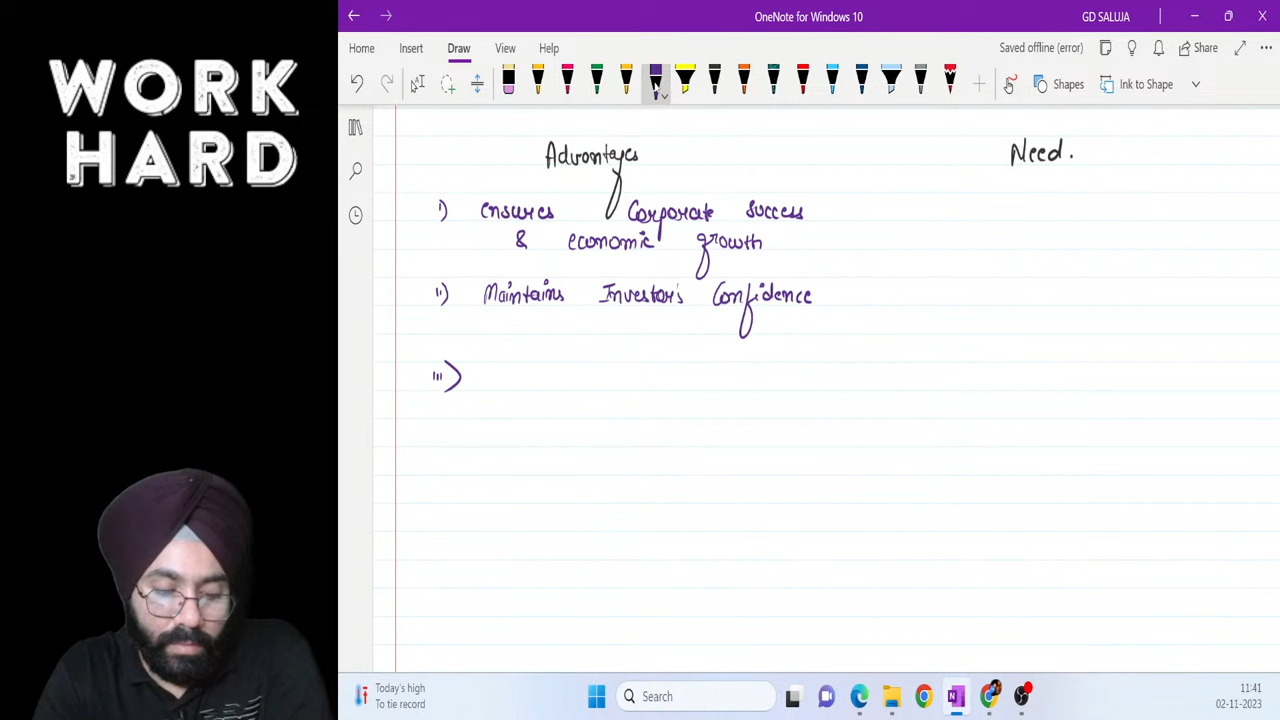 WORK
HARD
OneNote for Windows 10
GD SALUJA
Home Insert Draw View Help
Saved offline (error)
Share
Shapes
Ink to Shape
Advantages
Need.
i) ensures Corporate Success
& economic growth
ii) Maintains Investor's Confidence
iii)
Today's high
To tie record
Search
11:41
02-11-2023